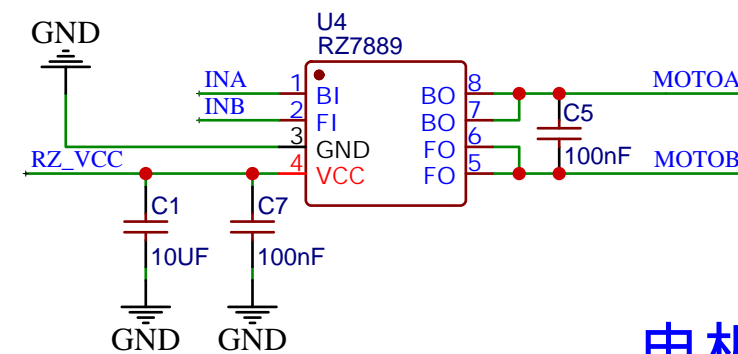 GND
U4
RZ7889
INA 1 BI BO 8 MOTOA
INB 2 FI BO 7
3 GND FO 6
RZ_VCC 4 VCC FO 5 MOTOB
C5
100nF
C1
10UF
C7
100nF
GND
GND